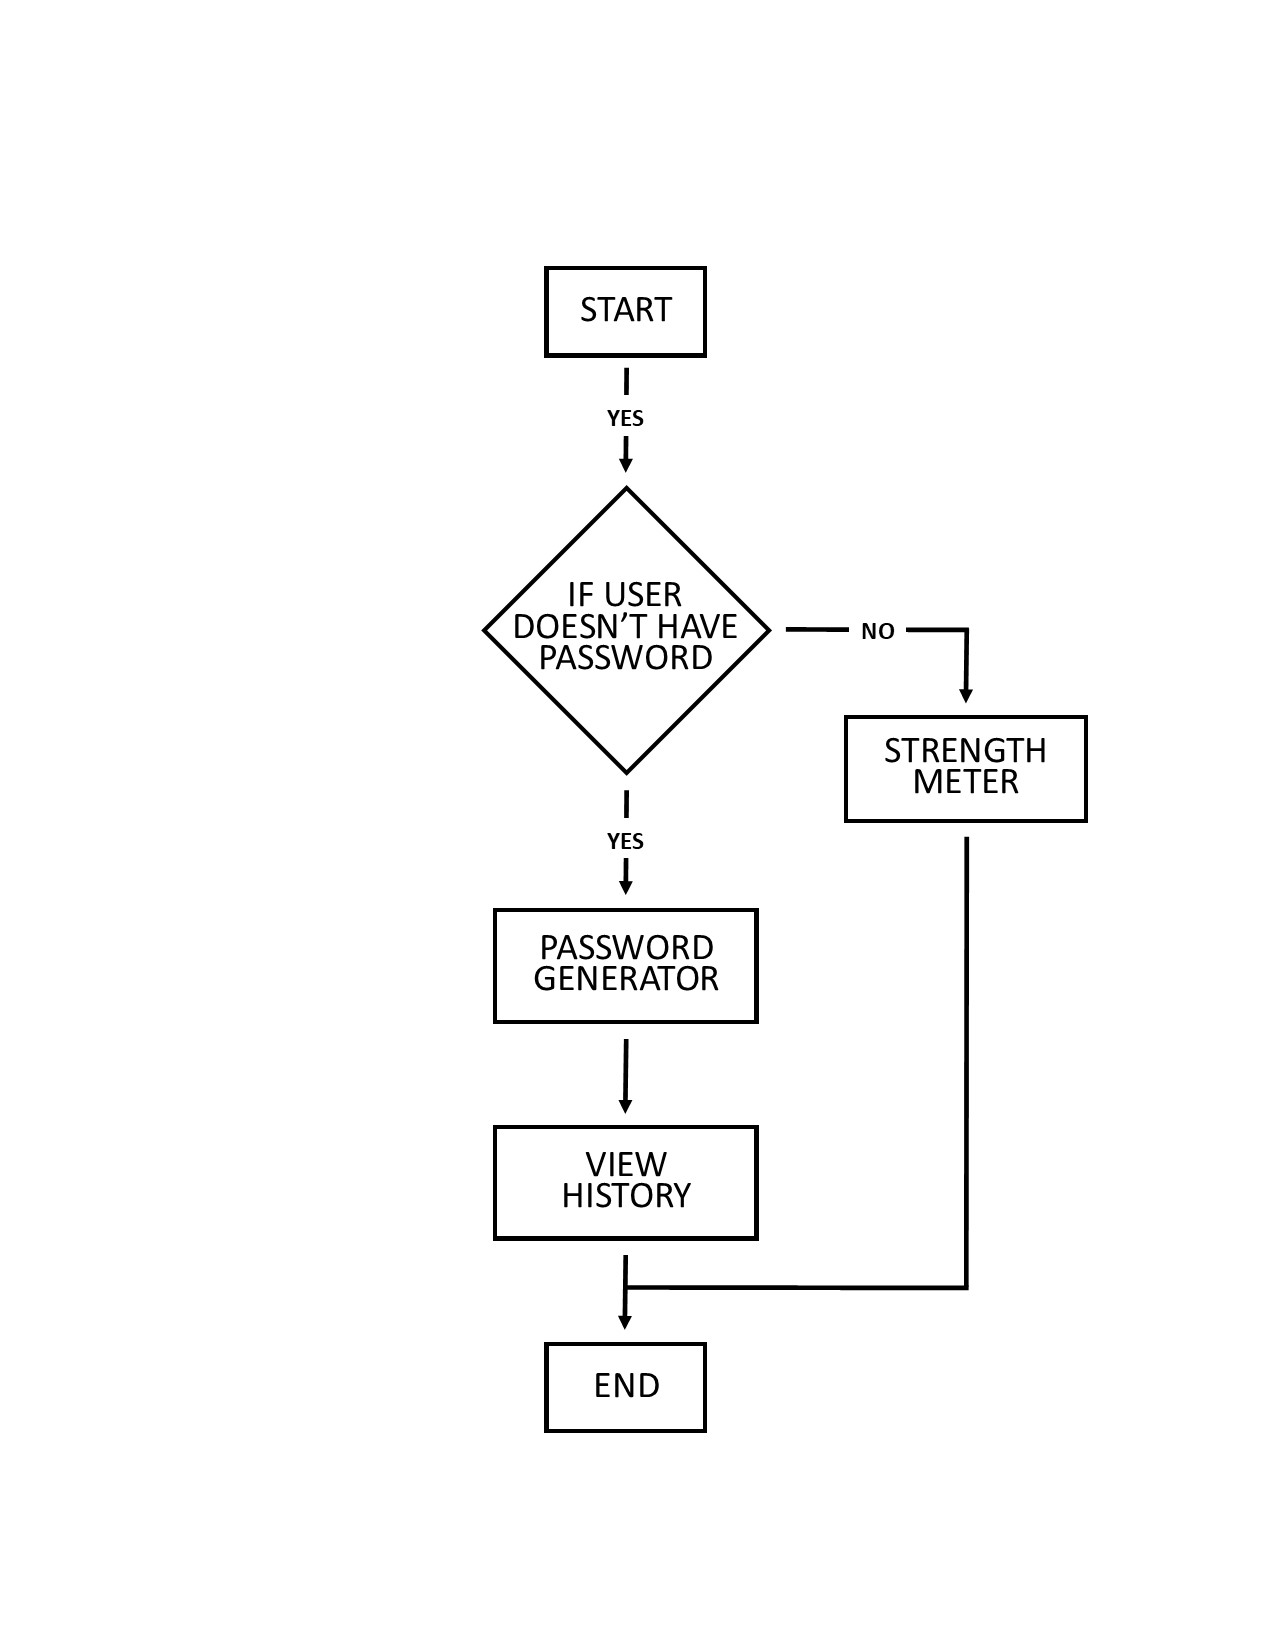 START
YES
IF USER
DOESN’T HAVE
PASSWORD
NO
STRENGTH
METER
YES
PASSWORD
GENERATOR
VIEW
HISTORY
END